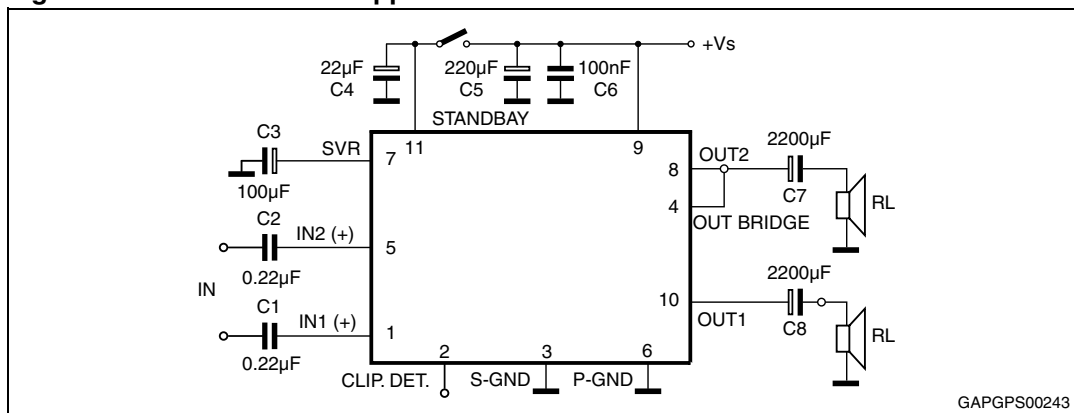 +Vs
22µF
C4
220µF
C5
100nF
C6
STANDBAY
C3
100µF
SVR
7
11
9
8
OUT2
2200µF
C7
RL
4
OUT BRIDGE
C2
0.22µF
IN2 (+)
5
IN
C1
0.22µF
IN1 (+)
1
10
OUT1
2200µF
C8
RL
2
3
6
CLIP. DET.
S-GND
P-GND
GAPGPS00243